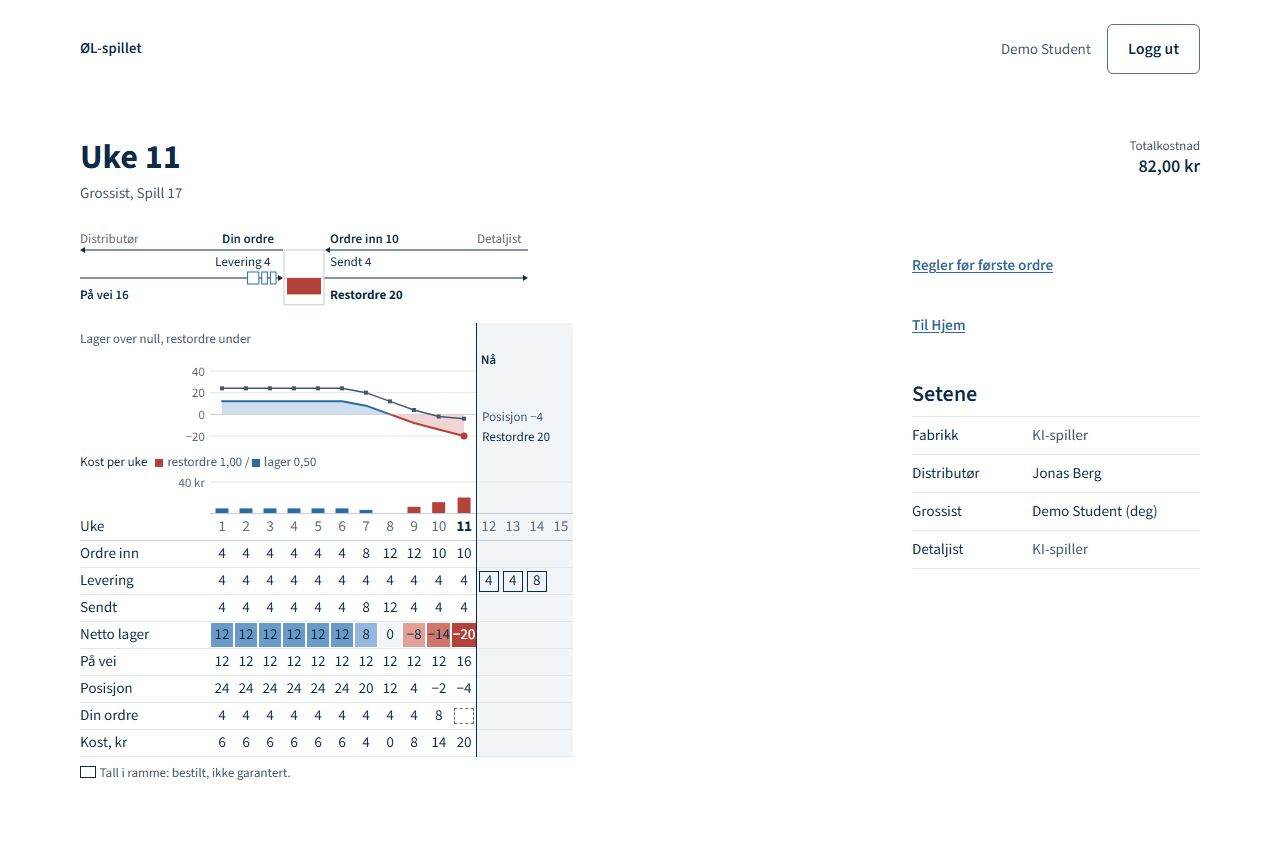 ØL-spillet
Demo Student
Logg ut
Uke 11
Totalkostnad
82,00 kr
Grossist, Spill 17
Distributør Din ordre Ordre inn 10 Detaljist
Levering 4 Sendt 4
På vei 16 Restordre 20
Lager over null, restordre under
Nå
40
20
0
−20
Posisjon −4
Restordre 20
Kost per uke restordre 1,00 / lager 0,50
40 kr
Uke 1 2 3 4 5 6 7 8 9 10 11 12 13 14 15
Ordre inn 4 4 4 4 4 4 8 12 12 10 10
Levering 4 4 4 4 4 4 4 4 4 4 4 4 4 8
Sendt 4 4 4 4 4 4 8 12 4 4 4
Netto lager 12 12 12 12 12 12 8 0 −8 −14 −20
På vei 12 12 12 12 12 12 12 12 12 12 16
Posisjon 24 24 24 24 24 24 20 12 4 −2 −4
Din ordre 4 4 4 4 4 4 4 4 4 8
Kost, kr 6 6 6 6 6 6 4 0 8 14 20
Tall i ramme: bestilt, ikke garantert.
Regler før første ordre
Til Hjem
Setene
Fabrikk KI-spiller
Distributør Jonas Berg
Grossist Demo Student (deg)
Detaljist KI-spiller